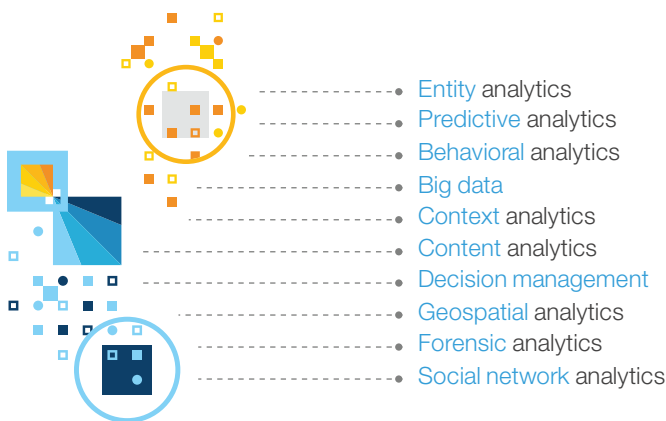 Entity analytics
Predictive analytics
Behavioral analytics
Big data
Context analytics
Content analytics
Decision management
Geospatial analytics
Forensic analytics
Social network analytics